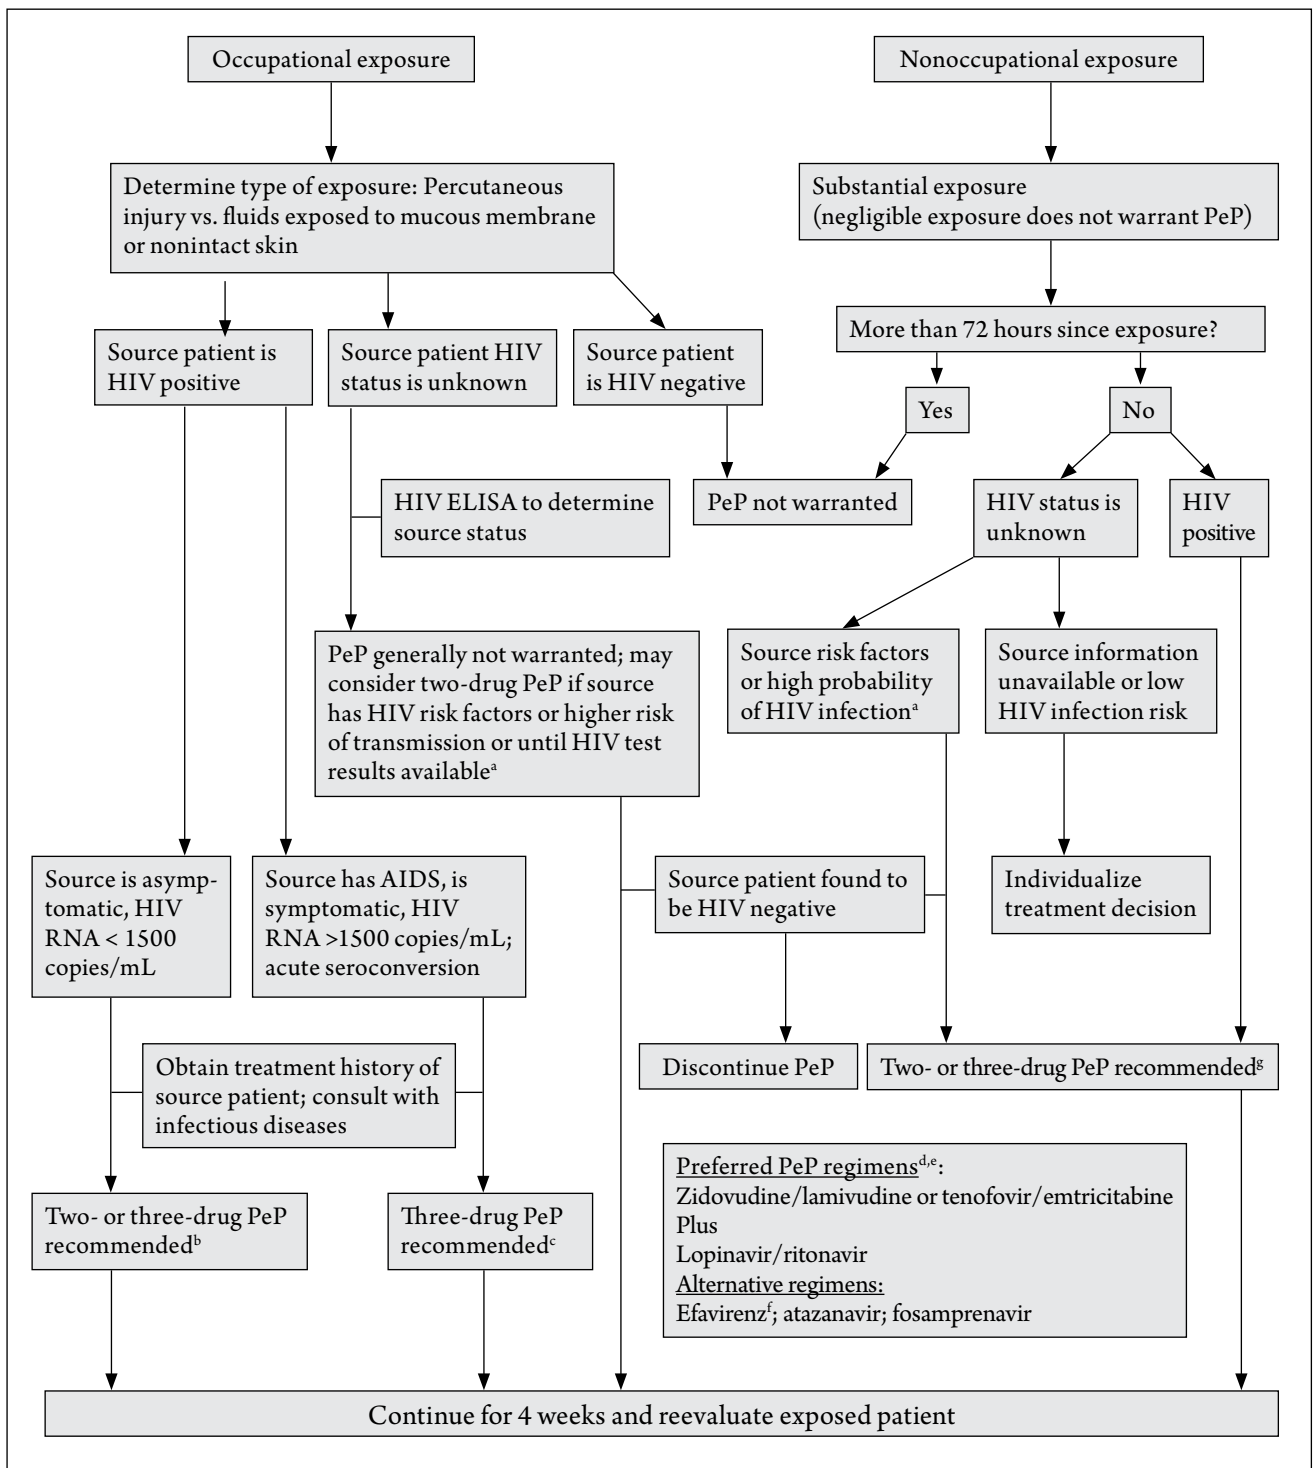 Occupational exposure
Nonoccupational exposure
Determine type of exposure: Percutaneous
injury vs. fluids exposed to mucous membrane
or nonintact skin
Substantial exposure
(negligible exposure does not warrant PeP)
More than 72 hours since exposure?
Source patient is
HIV positive
Source patient HIV
status is unknown
Source patient
is HIV negative
Yes
No
HIV ELISA to determine
source status
PeP not warranted
HIV status is
unknown
HIV
positive
PeP generally not warranted; may
consider two-drug PeP if source
has HIV risk factors or higher risk
of transmission or until HIV test
results availableᵃ
Source risk factors
or high probability
of HIV infectionᵃ
Source information
unavailable or low
HIV infection risk
Source is asymp-
tomatic, HIV
RNA < 1500
copies/mL
Source has AIDS, is
symptomatic, HIV
RNA >1500 copies/mL;
acute seroconversion
Source patient found to
be HIV negative
Individualize
treatment decision
Obtain treatment history of
source patient; consult with
infectious diseases
Discontinue PeP
Two- or three-drug PeP recommendedᵍ
Two- or three-drug PeP
recommendedᵇ
Three-drug PeP
recommendedᶜ
Preferred PeP regimensᵈ,ᵉ:
Zidovudine/lamivudine or tenofovir/emtricitabine
Plus
Lopinavir/ritonavir
Alternative regimens:
Efavirenzᶠ; atazanavir; fosamprenavir
Continue for 4 weeks and reevaluate exposed patient